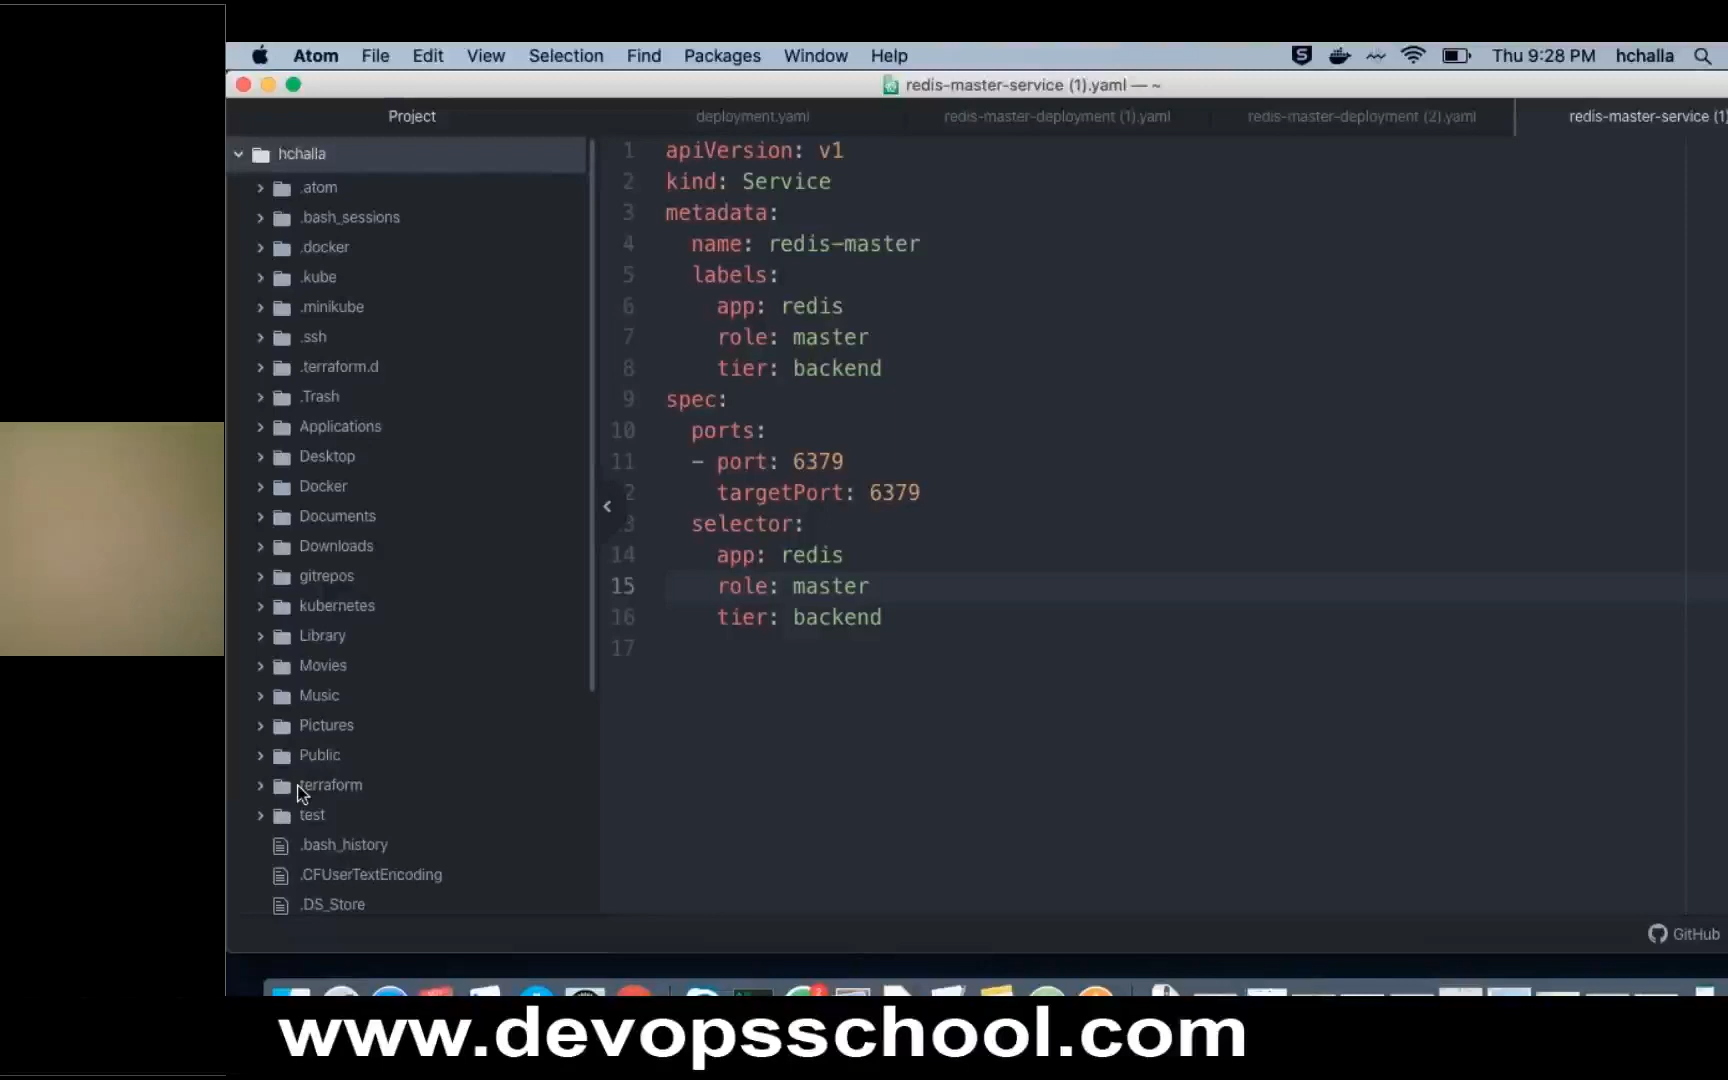 Atom File Edit View Selection Find Packages Window Help Thu 9:28 PM hchalla
redis-master-service (1).yaml — ~
Project deployment.yaml redis-master-deployment (1).yaml redis-master-deployment (2).yaml redis-master-service (1)
hchalla
.atom
.bash_sessions
.docker
.kube
.minikube
.ssh
.terraform.d
.Trash
Applications
Desktop
Docker
Documents
Downloads
gitrepos
kubernetes
Library
Movies
Music
Pictures
Public
terraform
test
.bash_history
.CFUserTextEncoding
.DS_Store
1 apiVersion: v1
2 kind: Service
3 metadata:
4 name: redis-master
5 labels:
6 app: redis
7 role: master
8 tier: backend
9 spec:
10 ports:
11 - port: 6379
2 targetPort: 6379
3 selector:
14 app: redis
15 role: master
16 tier: backend
17
GitHub
www.devopsschool.com